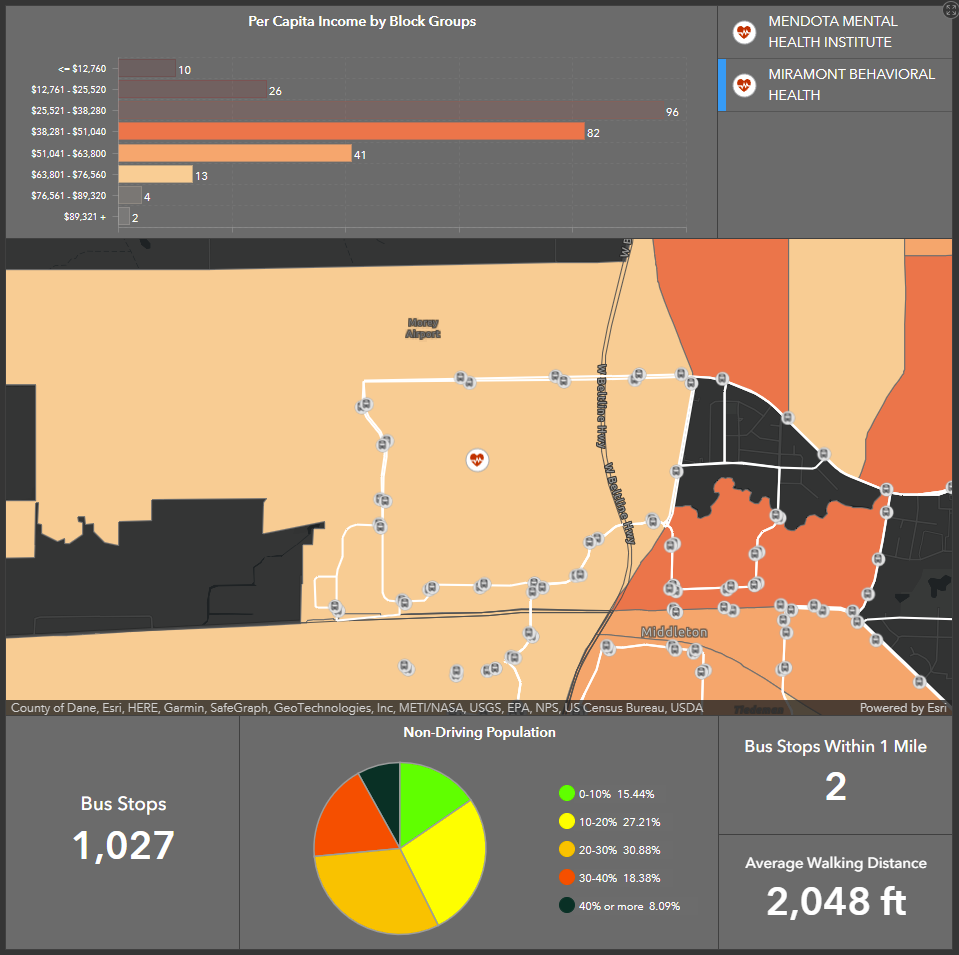 Per Capita Income by Block Groups
<= $12,760
10
$12,761 - $25,520
26
$25,521 - $38,280
96
$38,281 - $51,040
82
$51,041 - $63,800
41
$63,801 - $76,560
13
$76,561 - $89,320
4
$89,321 +
2
MENDOTA MENTAL
HEALTH INSTITUTE
MIRAMONT BEHAVIORAL
HEALTH
W B
Morey
Airport
W Beltline Hwy
W Beltline Hwy
Middleton
County of Dane, Esri, HERE, Garmin, SafeGraph, GeoTechnologies, Inc, METI/NASA, USGS, EPA, NPS, US Census Bureau, USDA
Powered by Esri
Bus Stops
1,027
Non-Driving Population
0-10% 15.44%
10-20% 27.21%
20-30% 30.88%
30-40% 18.38%
40% or more 8.09%
Bus Stops Within 1 Mile
2
Average Walking Distance
2,048 ft